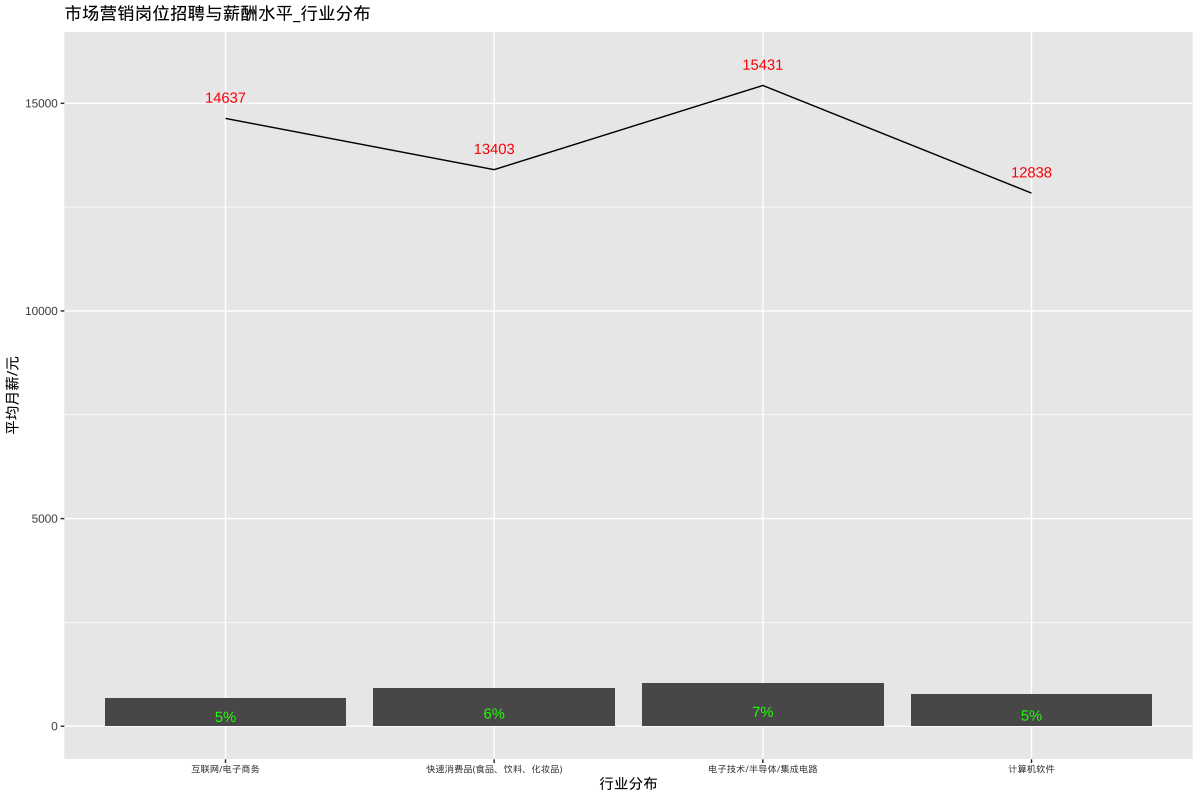 市场营销岗位招聘与薪酬水平_行业分布
平均月薪/元
15000
10000
5000
0
14637
13403
15431
12838
5%
6%
7%
5%
互联网/电子商务
快速消费品(食品、饮料、化妆品)
电子技术/半导体/集成电路
计算机软件
行业分布